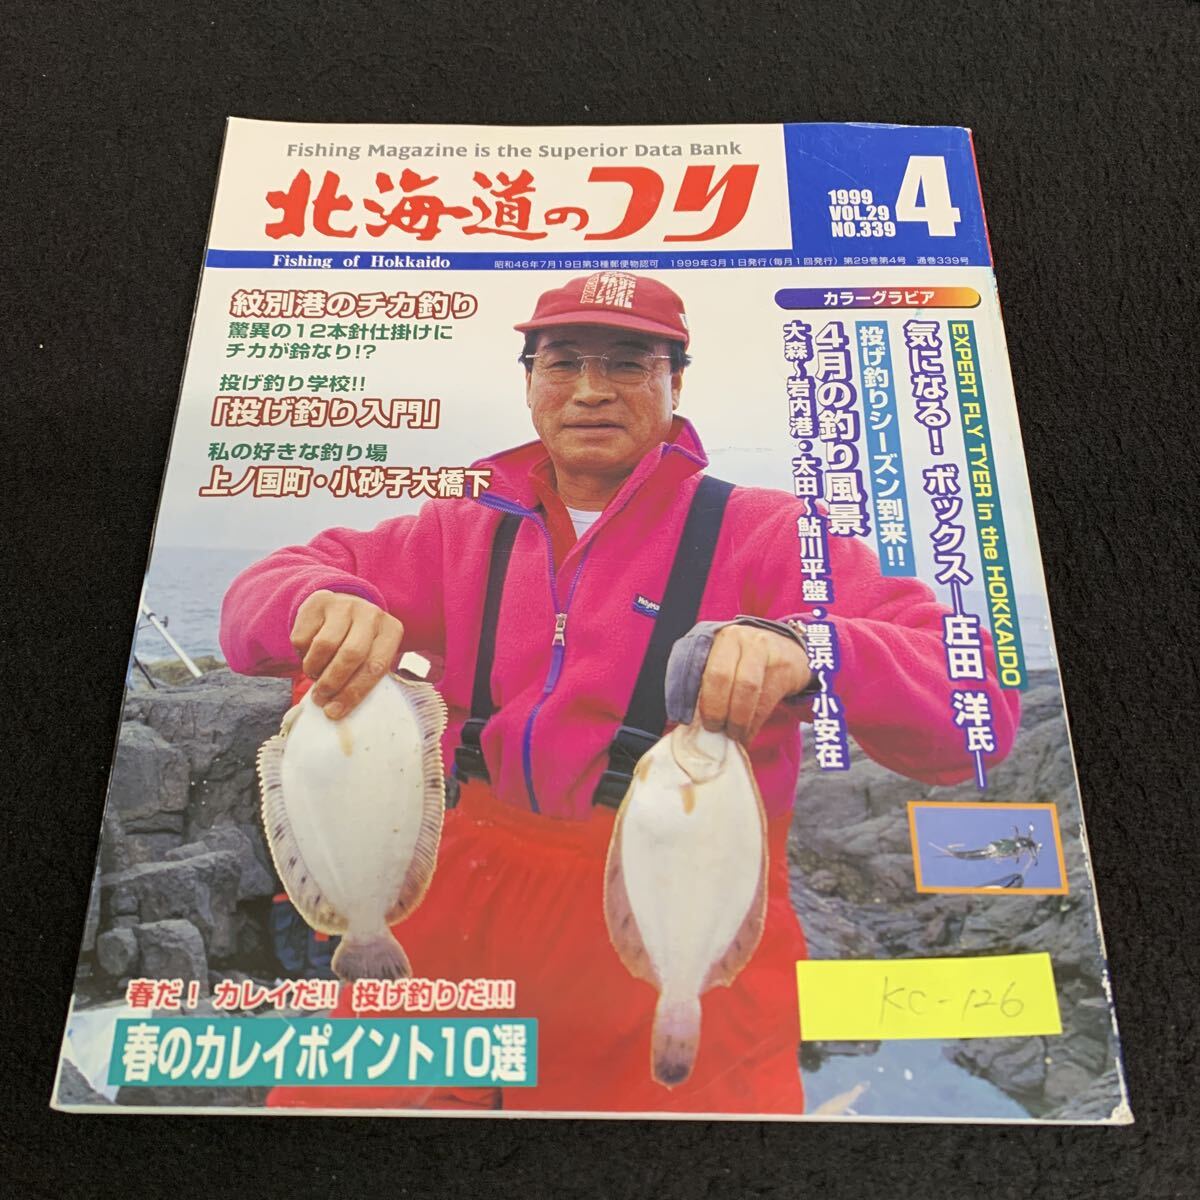 Fishing Magazine is the Superior Data Bank
北海道のつり
1999
VOL.29
NO.339
4
Fishing of Hokkaido
昭和46年7月19日第3種郵便物認可 1999年3月1日発行(毎月1回発行) 第29巻第4号 通巻339号
紋別港のチカ釣り
驚異の12本針仕掛けに
チカが鈴なり!?
投げ釣り学校!!
「投げ釣り入門」
私の好きな釣り場
上ノ国町・小砂子大橋下
カラーグラビア
EXPERT FLY TYER in the HOKKAIDO
気になる!ボックス―庄田 洋氏―
投げ釣りシーズン到来!!
4月の釣り風景
大森~岩内港・太田~鮎川平盤・豊浜~小安在
春だ! カレイだ!! 投げ釣りだ!!!
春のカレイポイント10選
KC-126